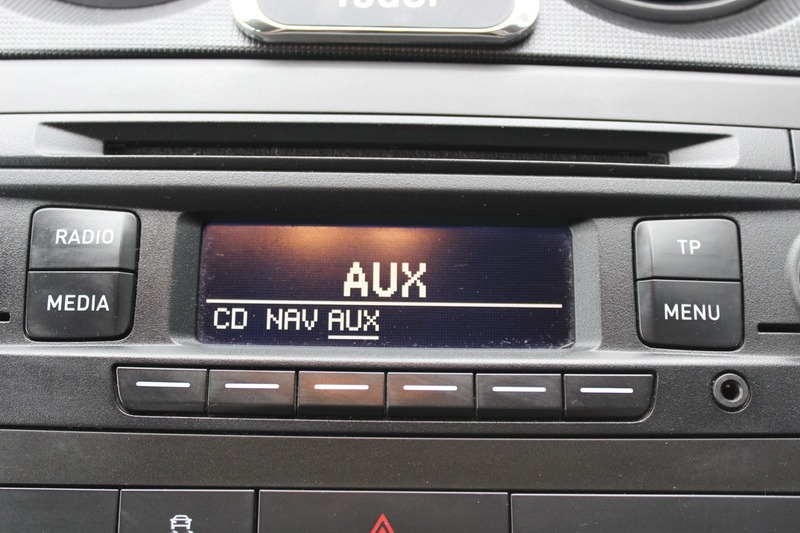 RADIO
MEDIA
AUX
CD NAV AUX
TP
MENU